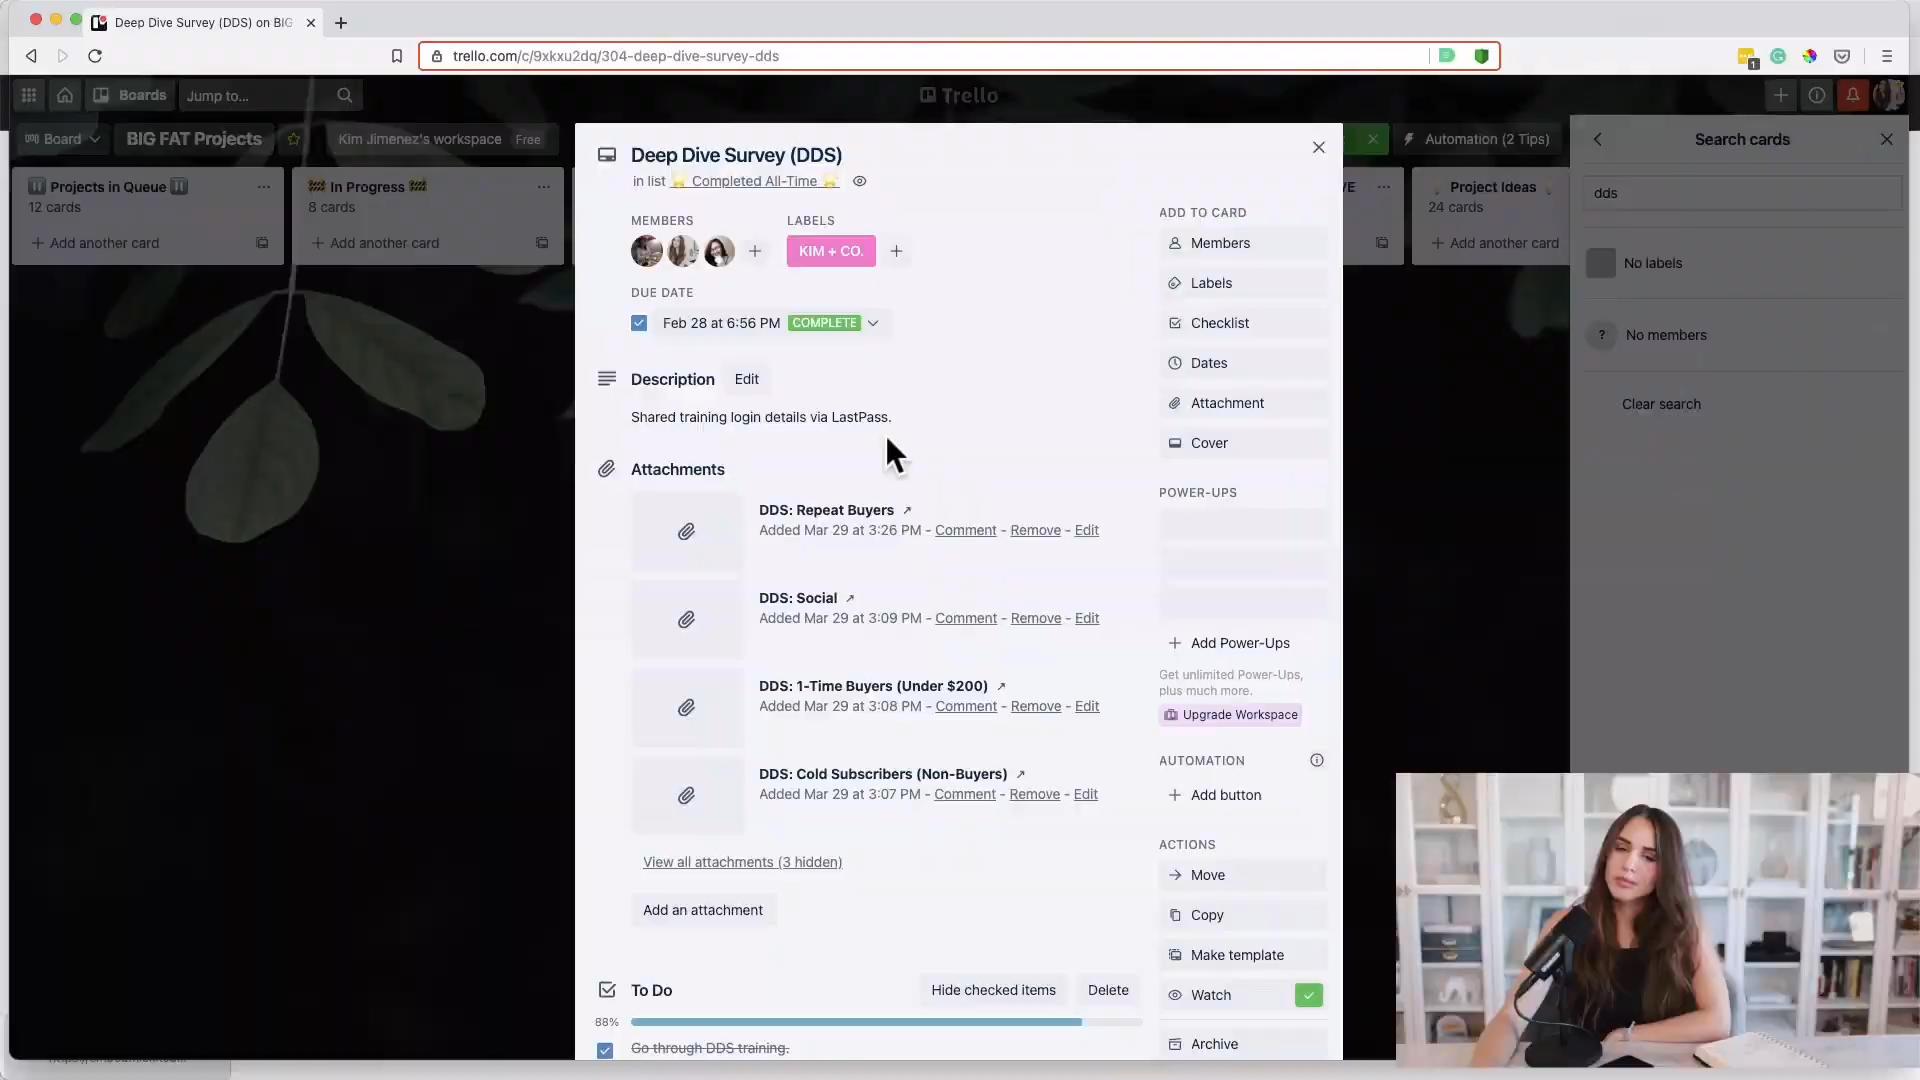 Deep Dive Survey (DDS) on BIG
trello.com/c/9xkxu2dq/304-deep-dive-survey-dds
1
Boards
Jump to...
Trello
Board
BIG FAT Projects
Kim Jimenez's workspace
Free
Automation (2 Tips)
Projects in Queue
12 cards
Add another card
In Progress
8 cards
Add another card
Project Ideas
24 cards
Add another card
Deep Dive Survey (DDS)
in list Completed All-Time
MEMBERS
LABELS
KIM + CO.
DUE DATE
Feb 28 at 6:56 PM COMPLETE
Description Edit
Shared training login details via LastPass.
Attachments
DDS: Repeat Buyers
Added Mar 29 at 3:26 PM - Comment - Remove - Edit
DDS: Social
Added Mar 29 at 3:09 PM - Comment - Remove - Edit
DDS: 1-Time Buyers (Under $200)
Added Mar 29 at 3:08 PM - Comment - Remove - Edit
DDS: Cold Subscribers (Non-Buyers)
Added Mar 29 at 3:07 PM - Comment - Remove - Edit
View all attachments (3 hidden)
Add an attachment
To Do
Hide checked items
Delete
88%
Go through DDS training.
ADD TO CARD
Members
Labels
Checklist
Dates
Attachment
Cover
POWER-UPS
Add Power-Ups
Get unlimited Power-Ups,
plus much more.
Upgrade Workspace
AUTOMATION
Add button
ACTIONS
Move
Copy
Make template
Watch
Archive
Search cards
dds
No labels
? No members
Clear search